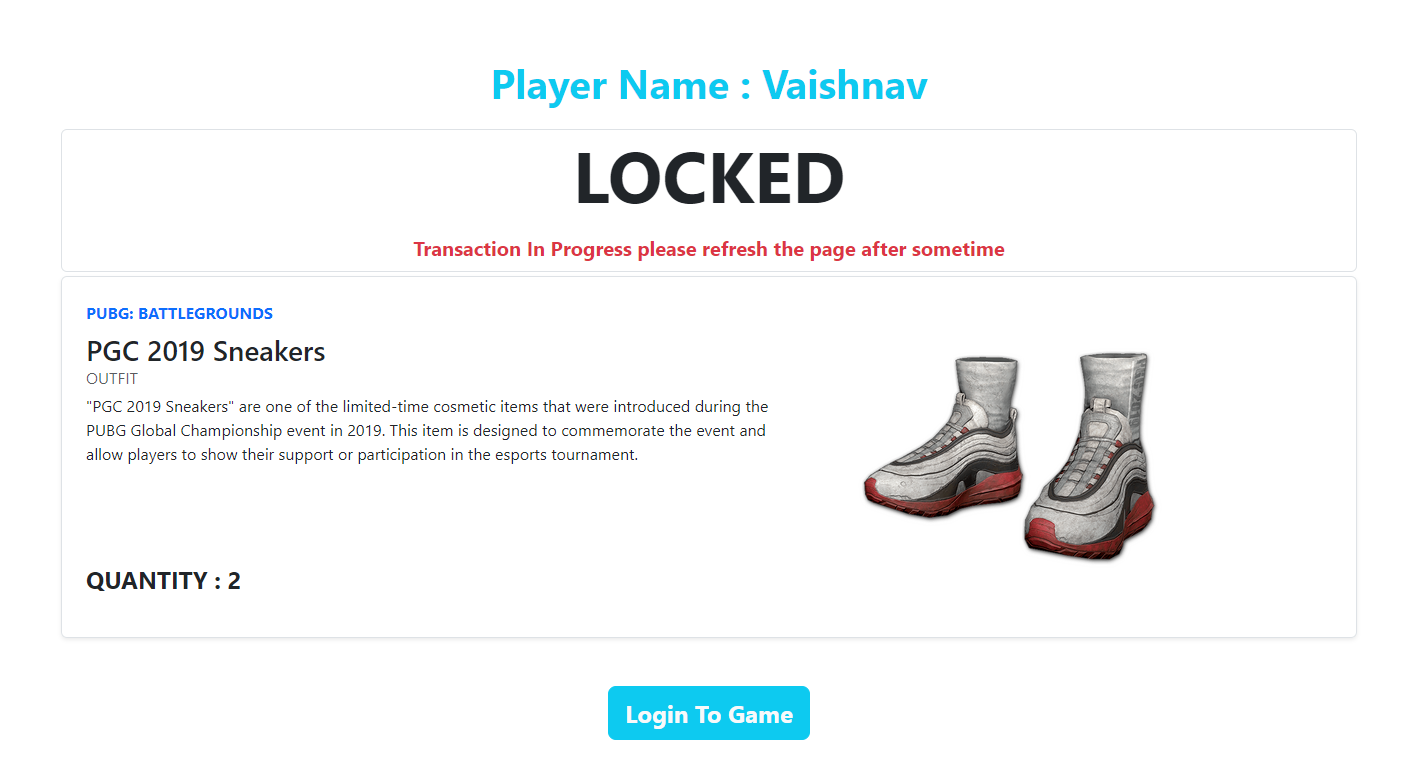 Player Name : Vaishnav
LOCKED
Transaction In Progress please refresh the page after sometime
PUBG: BATTLEGROUNDS
PGC 2019 Sneakers
OUTFIT
"PGC 2019 Sneakers" are one of the limited-time cosmetic items that were introduced during the
PUBG Global Championship event in 2019. This item is designed to commemorate the event and
allow players to show their support or participation in the esports tournament.
QUANTITY : 2
Login To Game